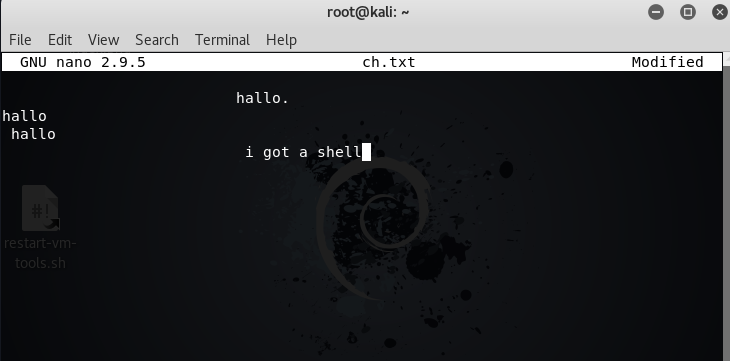 root@kali: ~
File Edit View Search Terminal Help
GNU nano 2.9.5 ch.txt Modified
hallo.
hallo
hallo
i got a shell
#!
restart-vm-
tools.sh